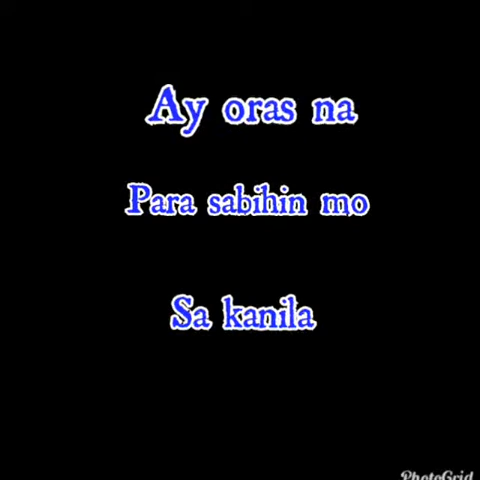 Ay oras na
Para sabihin mo
Sa kanila
PhotoGrid